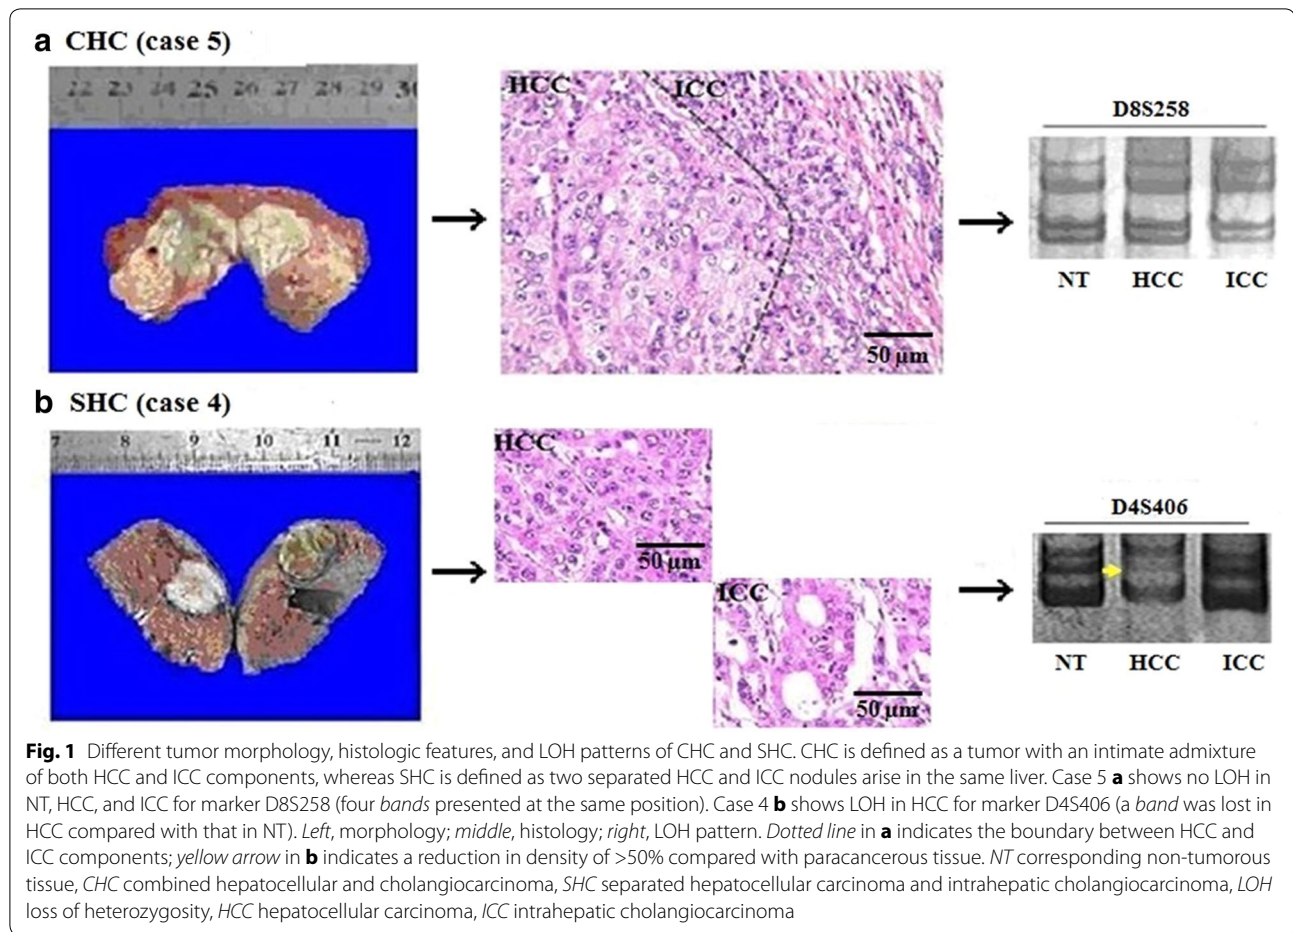 a CHC (case 5)
22 23 24 25 26 27 28 29 30
HCC ICC
50 µm
D8S258
NT HCC ICC
b SHC (case 4)
7 8 9 10 11 12
HCC
50 µm
ICC
50 µm
D4S406
NT HCC ICC
Fig. 1 Different tumor morphology, histologic features, and LOH patterns of CHC and SHC. CHC is defined as a tumor with an intimate admixture
of both HCC and ICC components, whereas SHC is defined as two separated HCC and ICC nodules arise in the same liver. Case 5 a shows no LOH in
NT, HCC, and ICC for marker D8S258 (four bands presented at the same position). Case 4 b shows LOH in HCC for marker D4S406 (a band was lost in
HCC compared with that in NT). Left, morphology; middle, histology; right, LOH pattern. Dotted line in a indicates the boundary between HCC and
ICC components; yellow arrow in b indicates a reduction in density of >50% compared with paracancerous tissue. NT corresponding non-tumorous
tissue, CHC combined hepatocellular and cholangiocarcinoma, SHC separated hepatocellular carcinoma and intrahepatic cholangiocarcinoma, LOH
loss of heterozygosity, HCC hepatocellular carcinoma, ICC intrahepatic cholangiocarcinoma